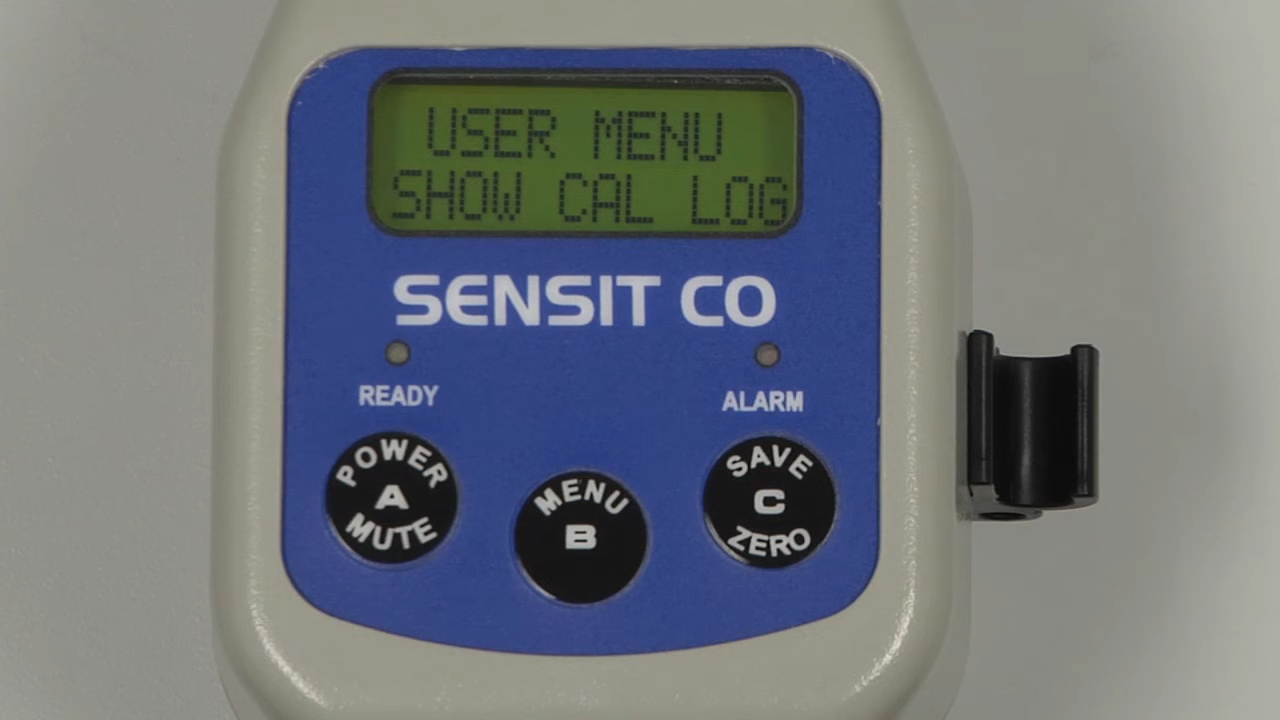 USER MENU
SHOW CAL LOG
SENSIT CO
READY
ALARM
POWER
A
MUTE
MENU
B
SAVE
C
ZERO